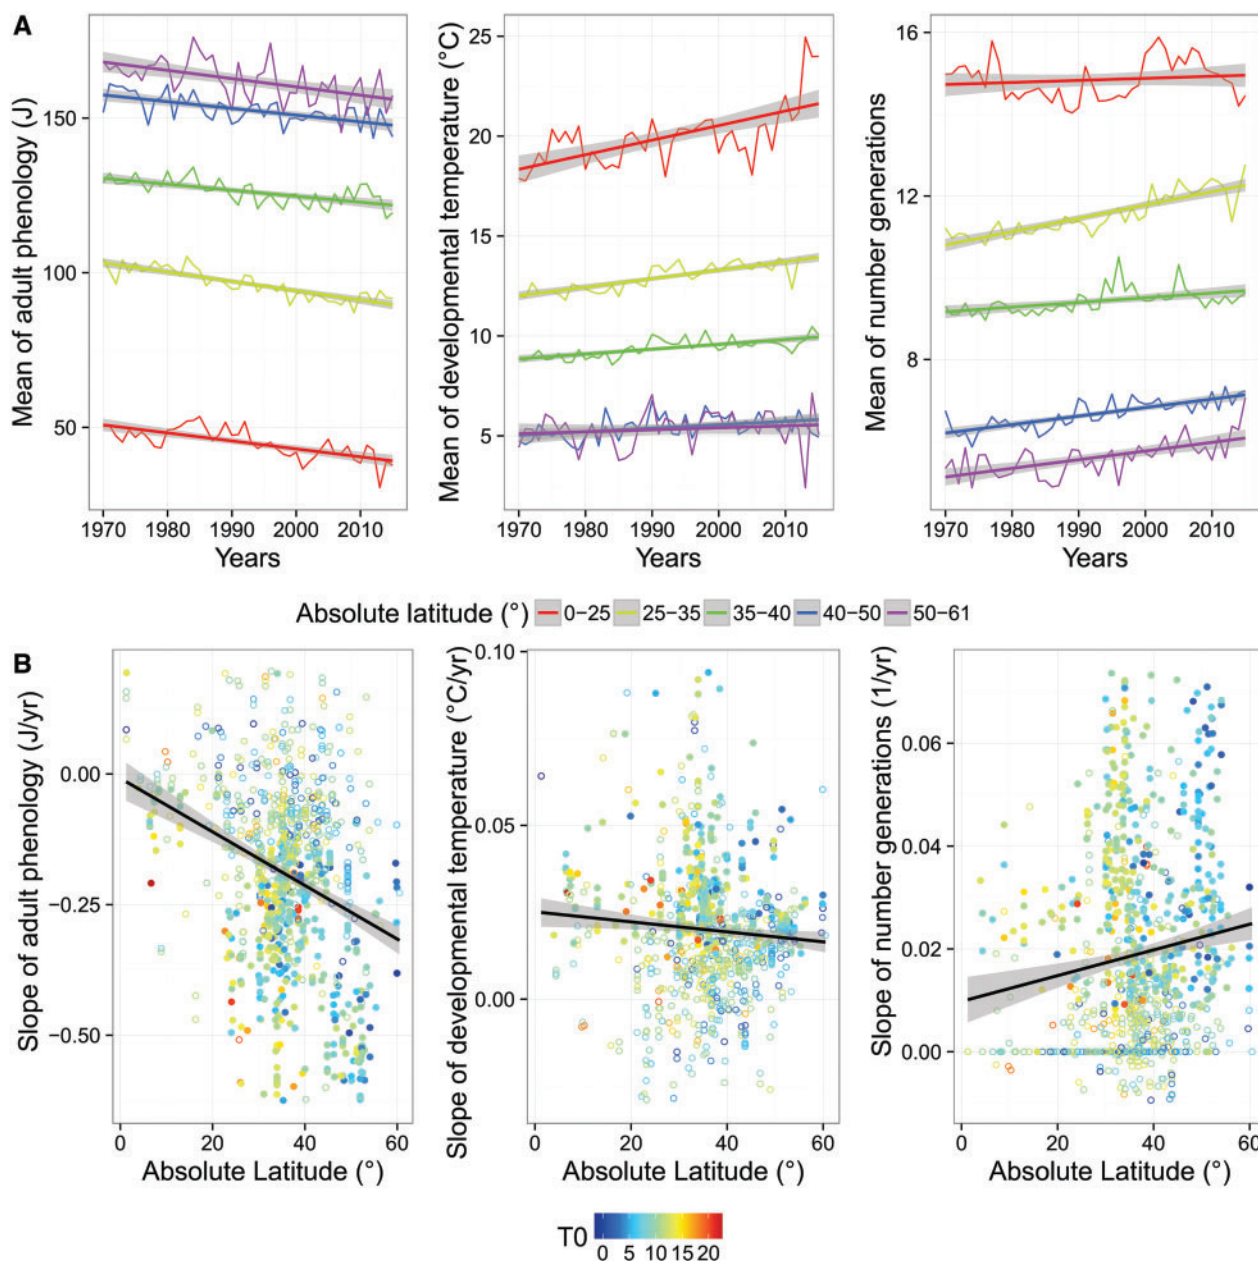 A
Mean of adult phenology (J)
150
100
50
1970 1980 1990 2000 2010
Years
Mean of developmental temperature (°C)
25
20
15
10
5
1970 1980 1990 2000 2010
Years
Mean of number generations
16
12
8
1970 1980 1990 2000 2010
Years
Absolute latitude (°) 0−25 25−35 35−40 40−50 50−61
B
Slope of adult phenology (J/yr)
0.00
−0.25
−0.50
0 20 40 60
Absolute Latitude (°)
Slope of developmental temperature (°C/yr)
0.10
0.05
0.00
0 20 40 60
Absolute Latitude (°)
Slope of number generations (1/yr)
0.06
0.04
0.02
0.00
0 20 40 60
Absolute Latitude (°)
T0
0 5 10 15 20